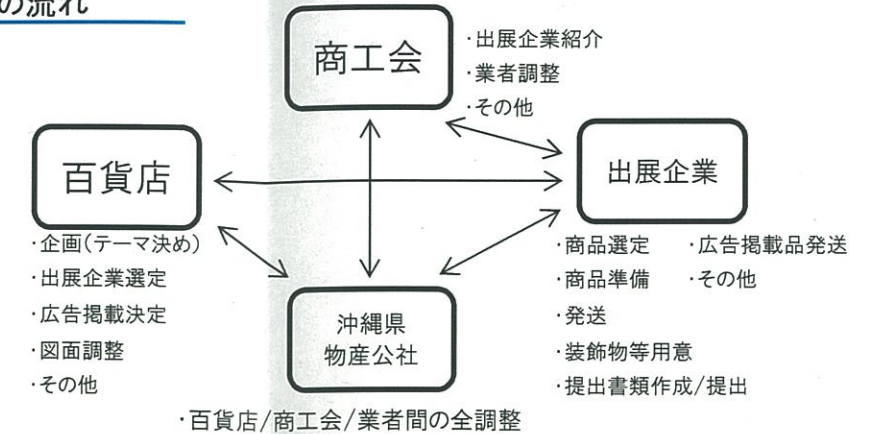 の流れ
商工会
・出展企業紹介
・業者調整
・その他
百貨店
・企画(テーマ決め)
・出展企業選定
・広告掲載決定
・図面調整
・その他
出展企業
・商品選定 ・広告掲載品発送
・商品準備 ・その他
・発送
・装飾物等用意
・提出書類作成/提出
沖縄県
物産公社
・百貨店/商工会/業者間の全調整